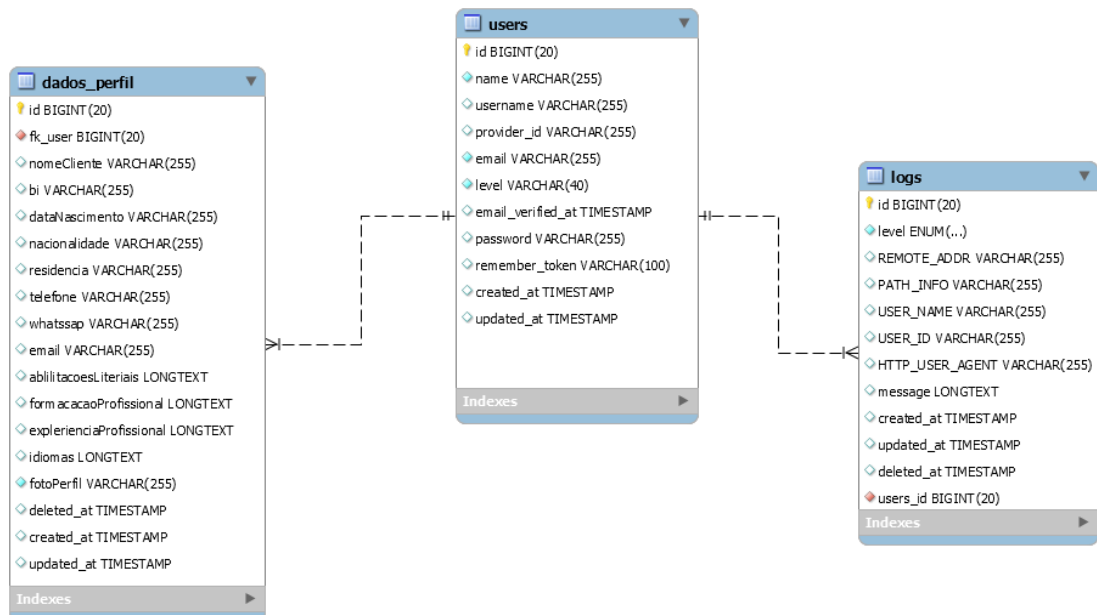 dados_perfil
id BIGINT(20)
fk_user BIGINT(20)
nomeCliente VARCHAR(255)
bi VARCHAR(255)
dataNascimento VARCHAR(255)
nacionalidade VARCHAR(255)
residencia VARCHAR(255)
telefone VARCHAR(255)
whatssap VARCHAR(255)
email VARCHAR(255)
ablilitacoesLiteriais LONGTEXT
formacacaoProfissional LONGTEXT
explerienciaProfissional LONGTEXT
idiomas LONGTEXT
fotoPerfil VARCHAR(255)
deleted_at TIMESTAMP
created_at TIMESTAMP
updated_at TIMESTAMP
Indexes
users
id BIGINT(20)
name VARCHAR(255)
username VARCHAR(255)
provider_id VARCHAR(255)
email VARCHAR(255)
level VARCHAR(40)
email_verified_at TIMESTAMP
password VARCHAR(255)
remember_token VARCHAR(100)
created_at TIMESTAMP
updated_at TIMESTAMP
Indexes
logs
id BIGINT(20)
level ENUM(...)
REMOTE_ADDR VARCHAR(255)
PATH_INFO VARCHAR(255)
USER_NAME VARCHAR(255)
USER_ID VARCHAR(255)
HTTP_USER_AGENT VARCHAR(255)
message LONGTEXT
created_at TIMESTAMP
updated_at TIMESTAMP
deleted_at TIMESTAMP
users_id BIGINT(20)
Indexes